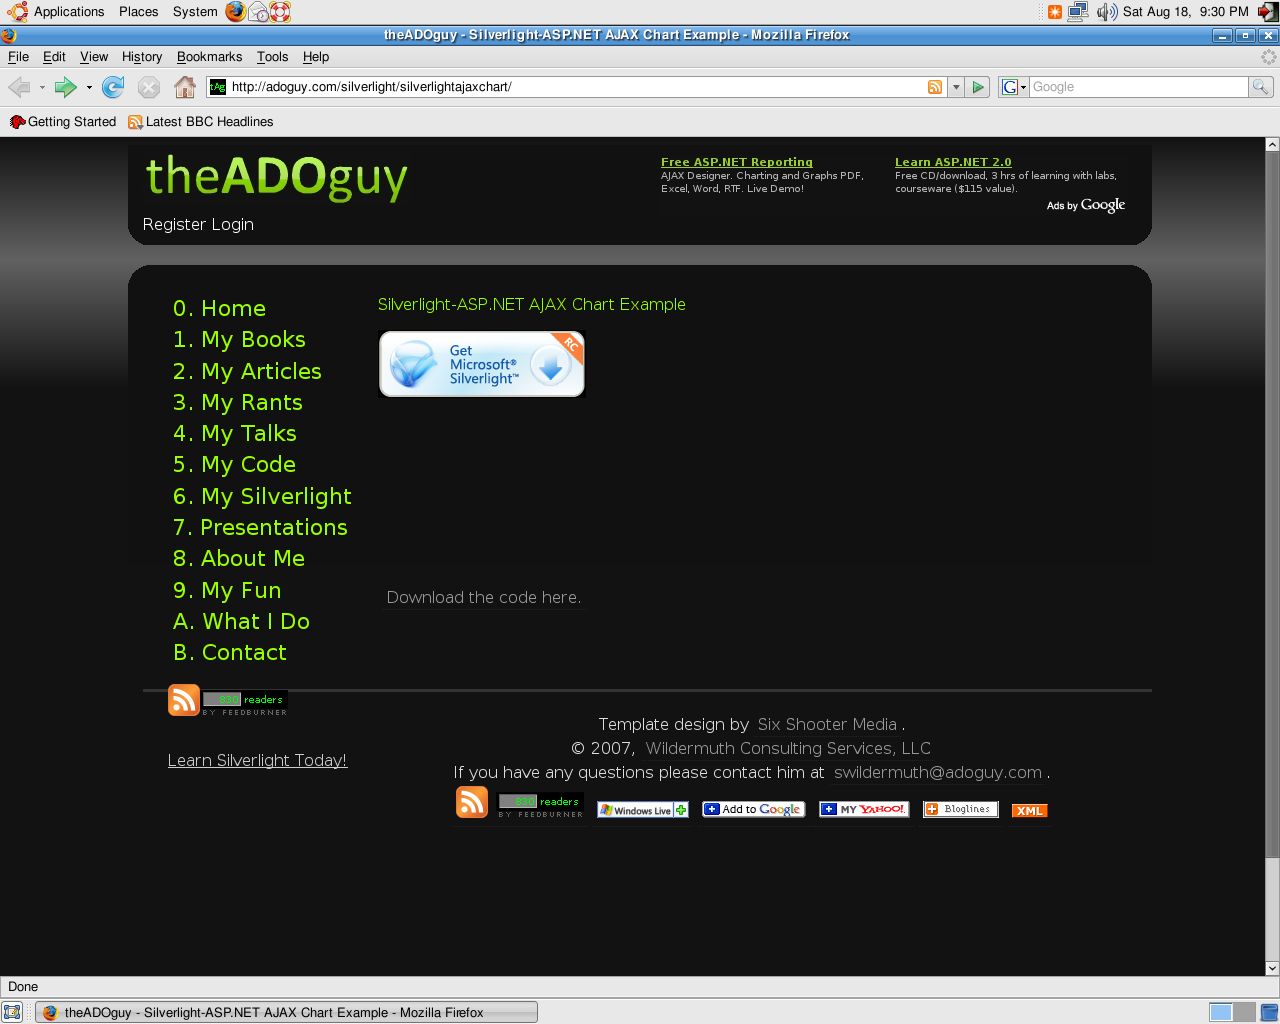 Applications Places System
Sat Aug 18, 9:30 PM
theADOguy - Silverlight-ASP.NET AJAX Chart Example - Mozilla Firefox
File Edit View History Bookmarks Tools Help
tAg http://adoguy.com/silverlight/silverlightajaxchart/ G Google
Getting Started Latest BBC Headlines
theADOguy
Register Login
Free ASP.NET Reporting
AJAX Designer. Charting and Graphs PDF,
Excel, Word, RTF. Live Demo!
Learn ASP.NET 2.0
Free CD/download, 3 hrs of learning with labs,
courseware ($115 value).
Ads by Google
0. Home
1. My Books
2. My Articles
3. My Rants
4. My Talks
5. My Code
6. My Silverlight
7. Presentations
8. About Me
9. My Fun
A. What I Do
B. Contact
830 readers
BY FEEDBURNER
Learn Silverlight Today!
Silverlight-ASP.NET AJAX Chart Example
Get
Microsoft®
Silverlight™
RC
Download the code here.
Template design by Six Shooter Media .
© 2007, Wildermuth Consulting Services, LLC
If you have any questions please contact him at swildermuth@adoguy.com .
830 readers
BY FEEDBURNER
Windows Live
Add to Google
MY YAHOO!
Bloglines
XML
Done
theADOguy - Silverlight-ASP.NET AJAX Chart Example - Mozilla Firefox